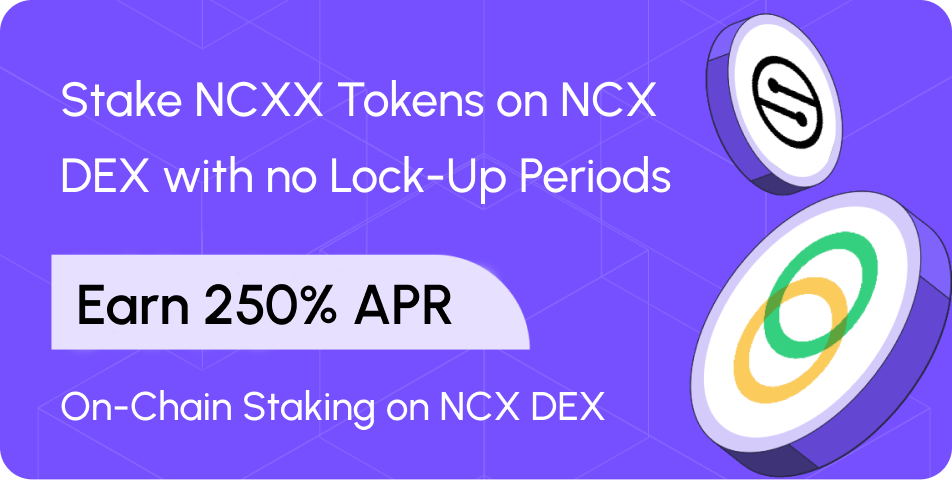 Stake NCXX Tokens on NCX
DEX with no Lock-Up Periods
Earn 250% APR
On-Chain Staking on NCX DEX